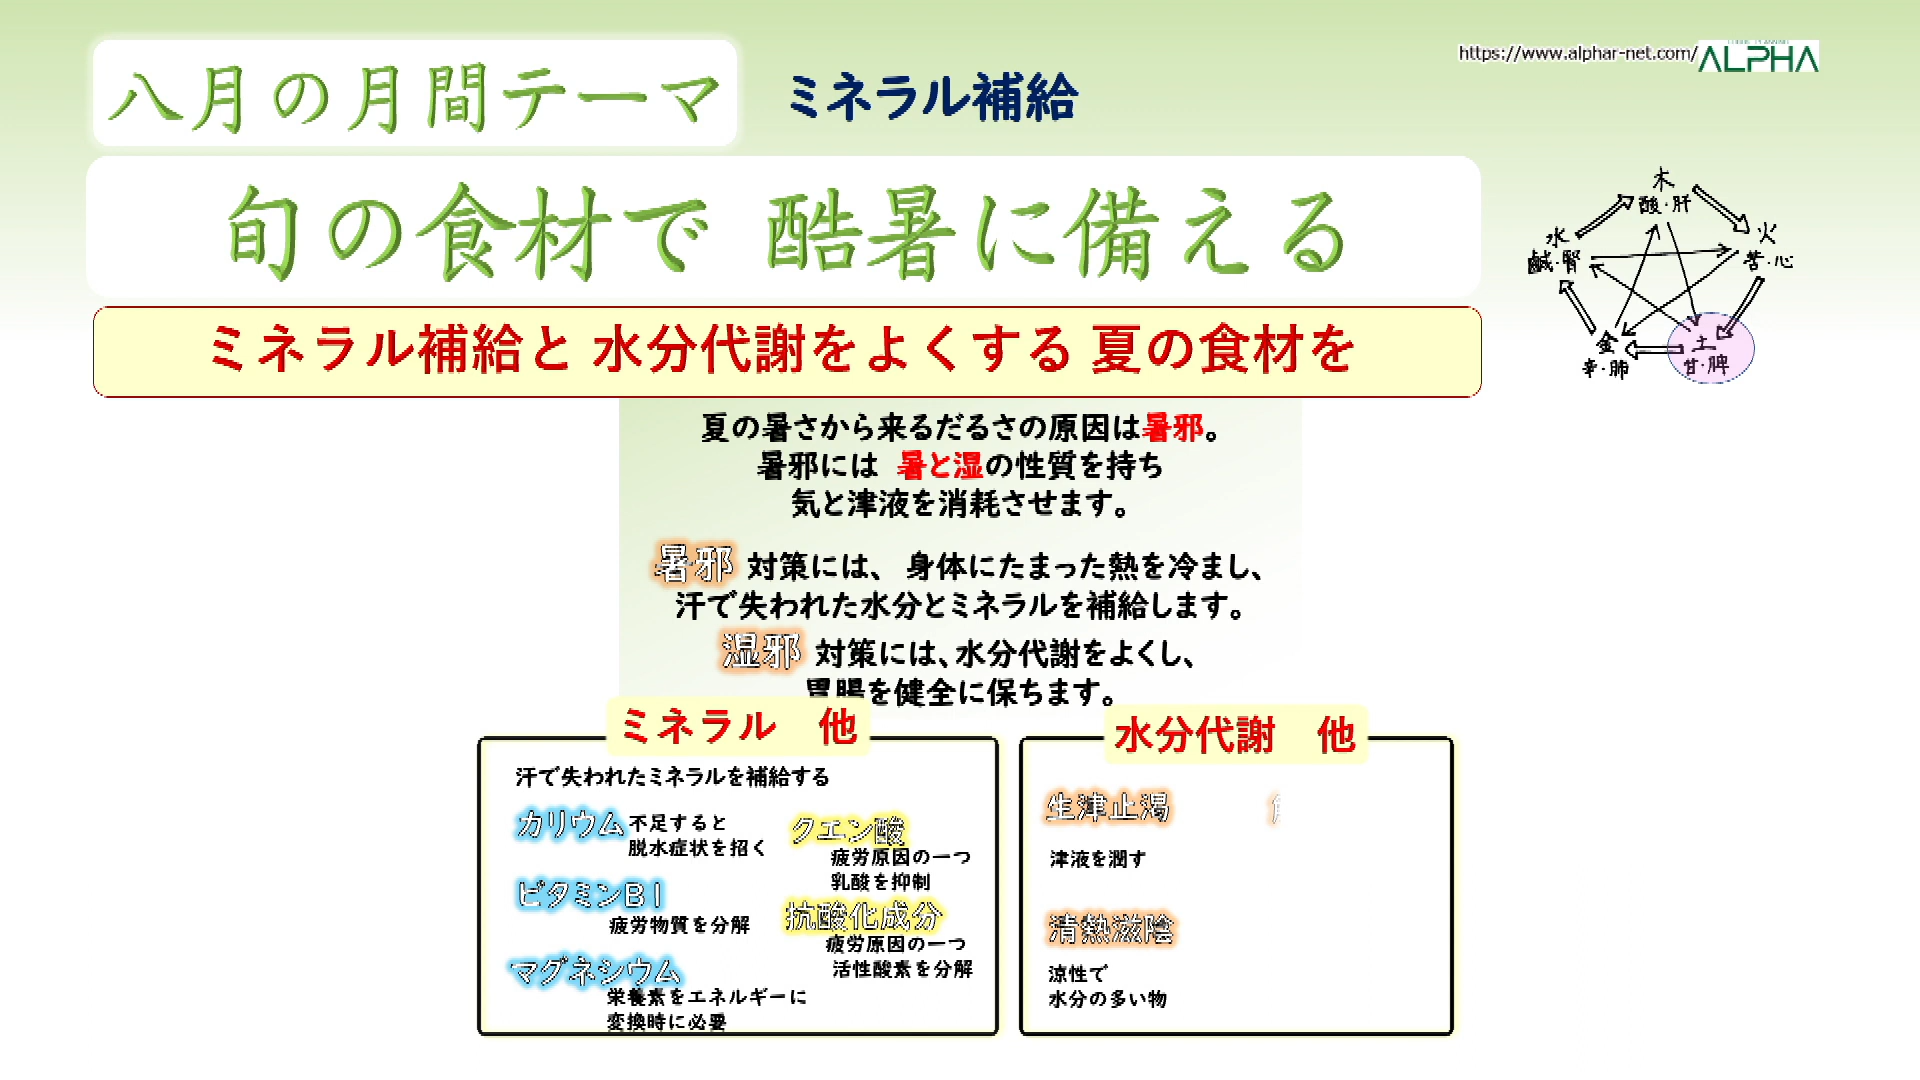 八月の月間テーマ
ミネラル補給
https://www.alphar-net.com/
ALPHA
旬の食材で 酷暑に備える
ミネラル補給と 水分代謝をよくする 夏の食材を
木
酸・肝
火
苦・心
土
甘・脾
金
辛・肺
水
鹹・腎
夏の暑さから来るだるさの原因は暑邪。
暑邪には 暑と湿の性質を持ち
気と津液を消耗させます。
暑邪 対策には、 身体にたまった熱を冷まし、
汗で失われた水分とミネラルを補給します。
湿邪 対策には、水分代謝をよくし、
胃腸を健全に保ちます。
ミネラル 他
汗で失われたミネラルを補給する
カリウム 不足すると
脱水症状を招く
ビタミンB1
疲労物質を分解
マグネシウム
栄養素をエネルギーに
変換時に必要
クエン酸
疲労原因の一つ
乳酸を抑制
抗酸化成分
疲労原因の一つ
活性酸素を分解
水分代謝 他
生津止渇
津液を潤す
清熱滋陰
涼性で
水分の多い物